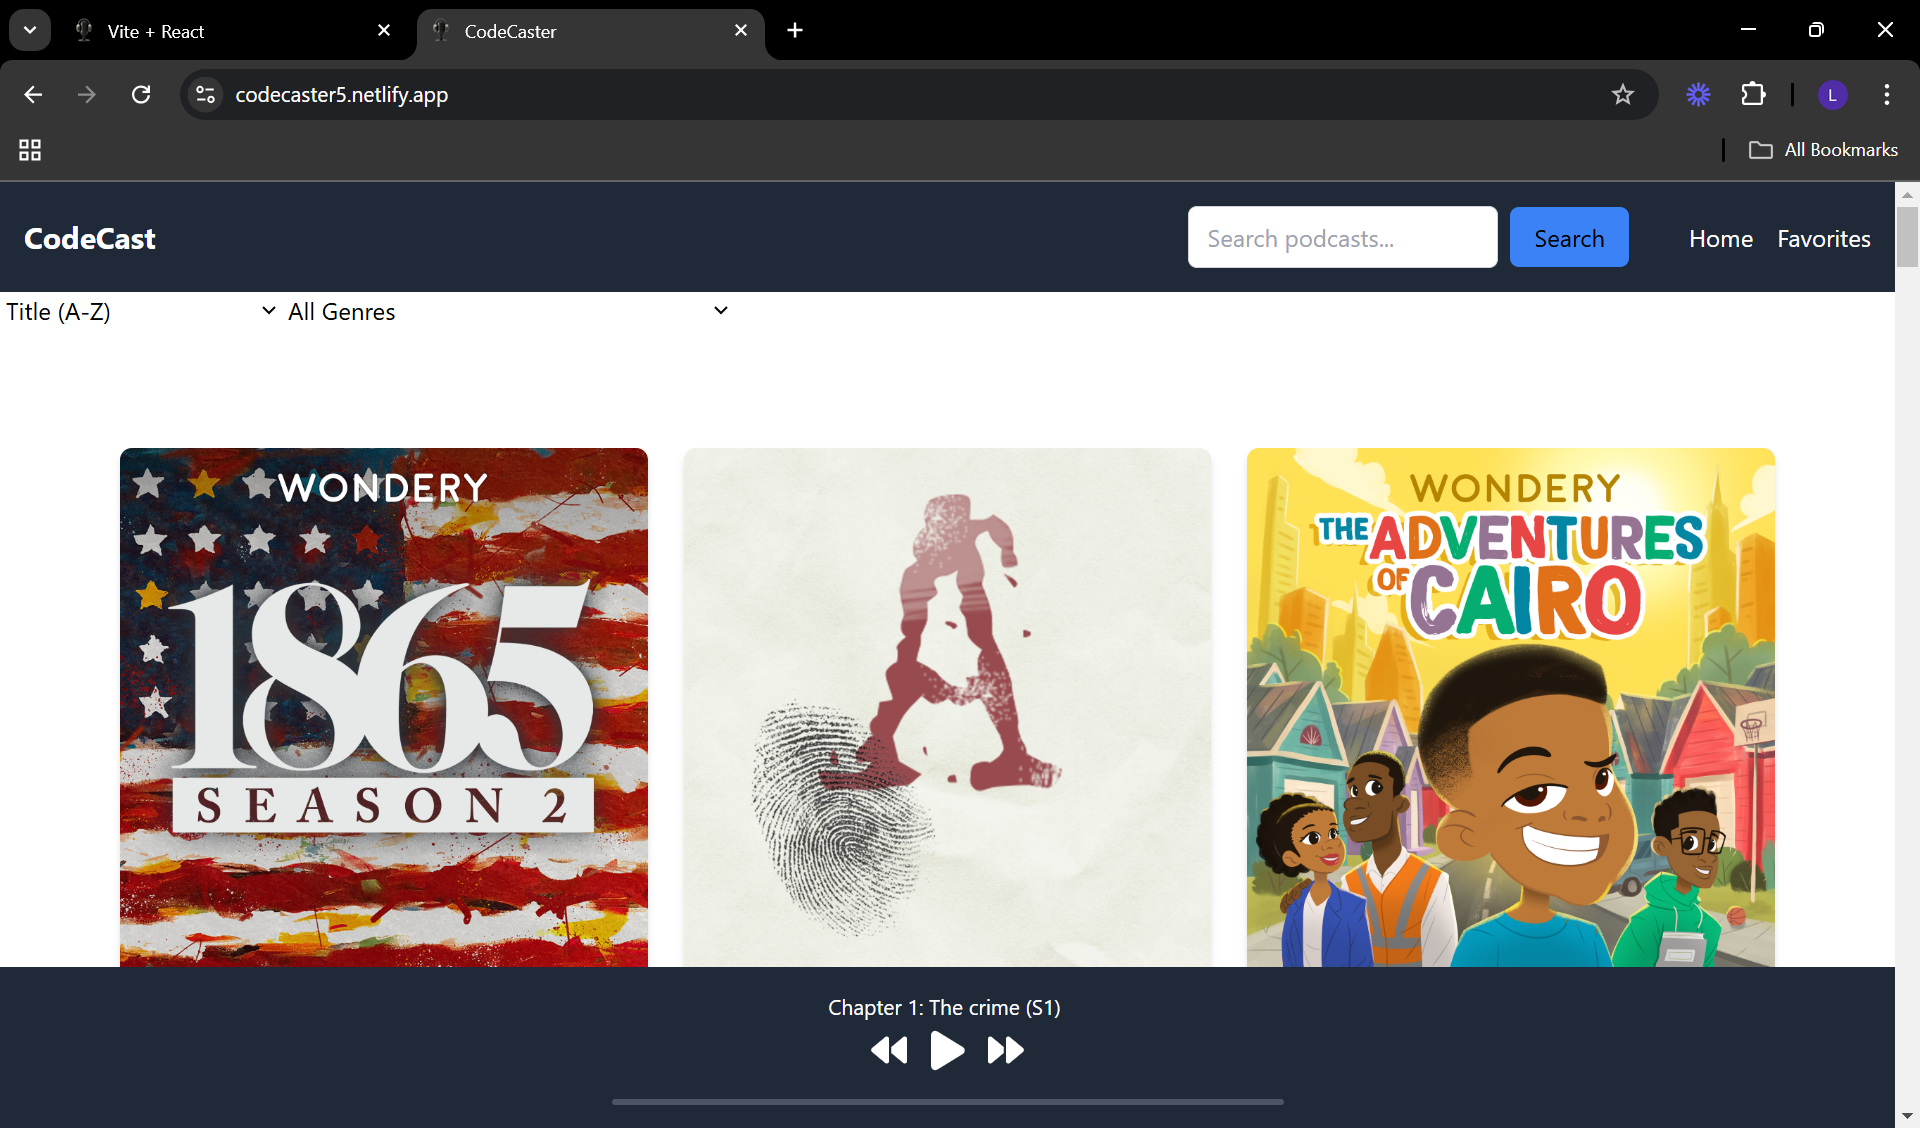 Vite + React
CodeCaster
codecaster5.netlify.app
L
All Bookmarks
CodeCast
Search podcasts...
Search
Home
Favorites
Title (A-Z)
All Genres
WONDERY
1865
SEASON 2
A
WONDERY
THE ADVENTURES
OF CAIRO
Chapter 1: The crime (S1)